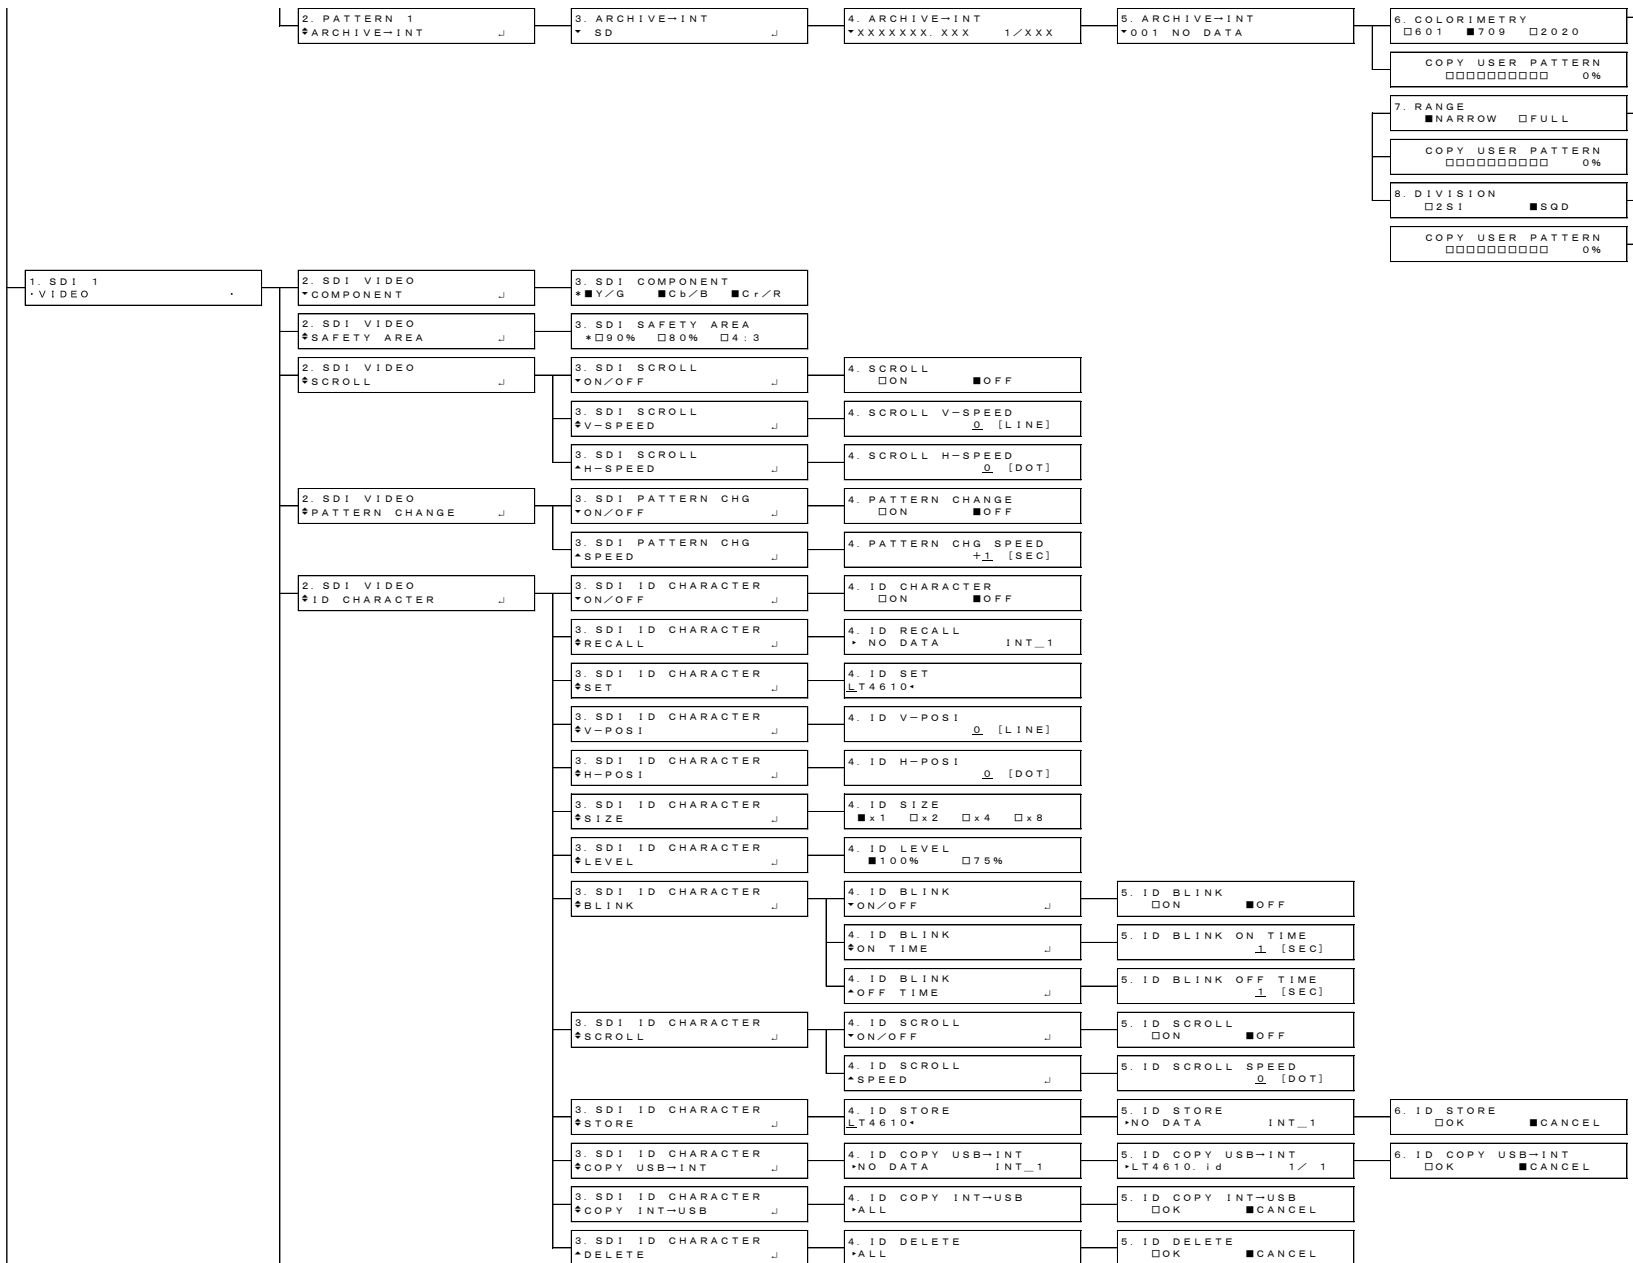 2. PATTERN 1
ARCHIVE→INT ↵
3. ARCHIVE→INT
SD
4. ARCHIVE→INT
XXXXXXX.XXX 1/XXX
5. ARCHIVE→INT
001 NO DATA
6. COLORIMETRY
□601 ■709 □2020
COPY USER PATTERN
□□□□□□□□□□ 0%
7. RANGE
■NARROW □FULL
COPY USER PATTERN
□□□□□□□□□□ 0%
8. DIVISION
□2SI ■SQD
COPY USER PATTERN
□□□□□□□□□□ 0%
1. SDI 1
・VIDEO ・
2. SDI VIDEO
COMPONENT ↵
3. SDI COMPONENT
*■Y/G ■Cb/B ■Cr/R
2. SDI VIDEO
SAFETY AREA ↵
3. SDI SAFETY AREA
*□90% □80% □4:3
2. SDI VIDEO
SCROLL ↵
3. SDI SCROLL
ON/OFF ↵
4. SCROLL
□ON ■OFF
3. SDI SCROLL
V-SPEED ↵
4. SCROLL V-SPEED
0 [LINE]
3. SDI SCROLL
H-SPEED ↵
4. SCROLL H-SPEED
0 [DOT]
2. SDI VIDEO
PATTERN CHANGE ↵
3. SDI PATTERN CHG
ON/OFF ↵
4. PATTERN CHANGE
□ON ■OFF
3. SDI PATTERN CHG
SPEED ↵
4. PATTERN CHG SPEED
+1 [SEC]
2. SDI VIDEO
ID CHARACTER ↵
3. SDI ID CHARACTER
ON/OFF ↵
4. ID CHARACTER
□ON ■OFF
3. SDI ID CHARACTER
RECALL ↵
4. ID RECALL
NO DATA INT_1
3. SDI ID CHARACTER
SET ↵
4. ID SET
LT4610
3. SDI ID CHARACTER
V-POSI ↵
4. ID V-POSI
0 [LINE]
3. SDI ID CHARACTER
H-POSI ↵
4. ID H-POSI
0 [DOT]
3. SDI ID CHARACTER
SIZE ↵
4. ID SIZE
■x1 □x2 □x4 □x8
3. SDI ID CHARACTER
LEVEL ↵
4. ID LEVEL
■100% □75%
3. SDI ID CHARACTER
BLINK ↵
4. ID BLINK
ON/OFF ↵
5. ID BLINK
□ON ■OFF
4. ID BLINK
ON TIME ↵
5. ID BLINK ON TIME
1 [SEC]
4. ID BLINK
OFF TIME ↵
5. ID BLINK OFF TIME
1 [SEC]
3. SDI ID CHARACTER
SCROLL ↵
4. ID SCROLL
ON/OFF ↵
5. ID SCROLL
□ON ■OFF
4. ID SCROLL
SPEED ↵
5. ID SCROLL SPEED
0 [DOT]
3. SDI ID CHARACTER
STORE ↵
4. ID STORE
LT4610
5. ID STORE
NO DATA INT_1
6. ID STORE
□OK ■CANCEL
3. SDI ID CHARACTER
COPY USB→INT ↵
4. ID COPY USB→INT
NO DATA INT_1
5. ID COPY USB→INT
LT4610.id 1/ 1
6. ID COPY USB→INT
□OK ■CANCEL
3. SDI ID CHARACTER
COPY INT→USB ↵
4. ID COPY INT→USB
ALL
5. ID COPY INT→USB
□OK ■CANCEL
3. SDI ID CHARACTER
DELETE ↵
4. ID DELETE
ALL
5. ID DELETE
□OK ■CANCEL